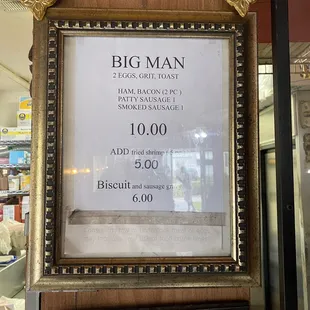 BIG MAN
2 EGGS, GRIT, TOAST
HAM, BACON (2 PC)
PATTY SAUSAGE 1
SMOKED SAUSAGE 1
10.00
ADD fried shrimp
5.00
Biscuit and sausage
6.00